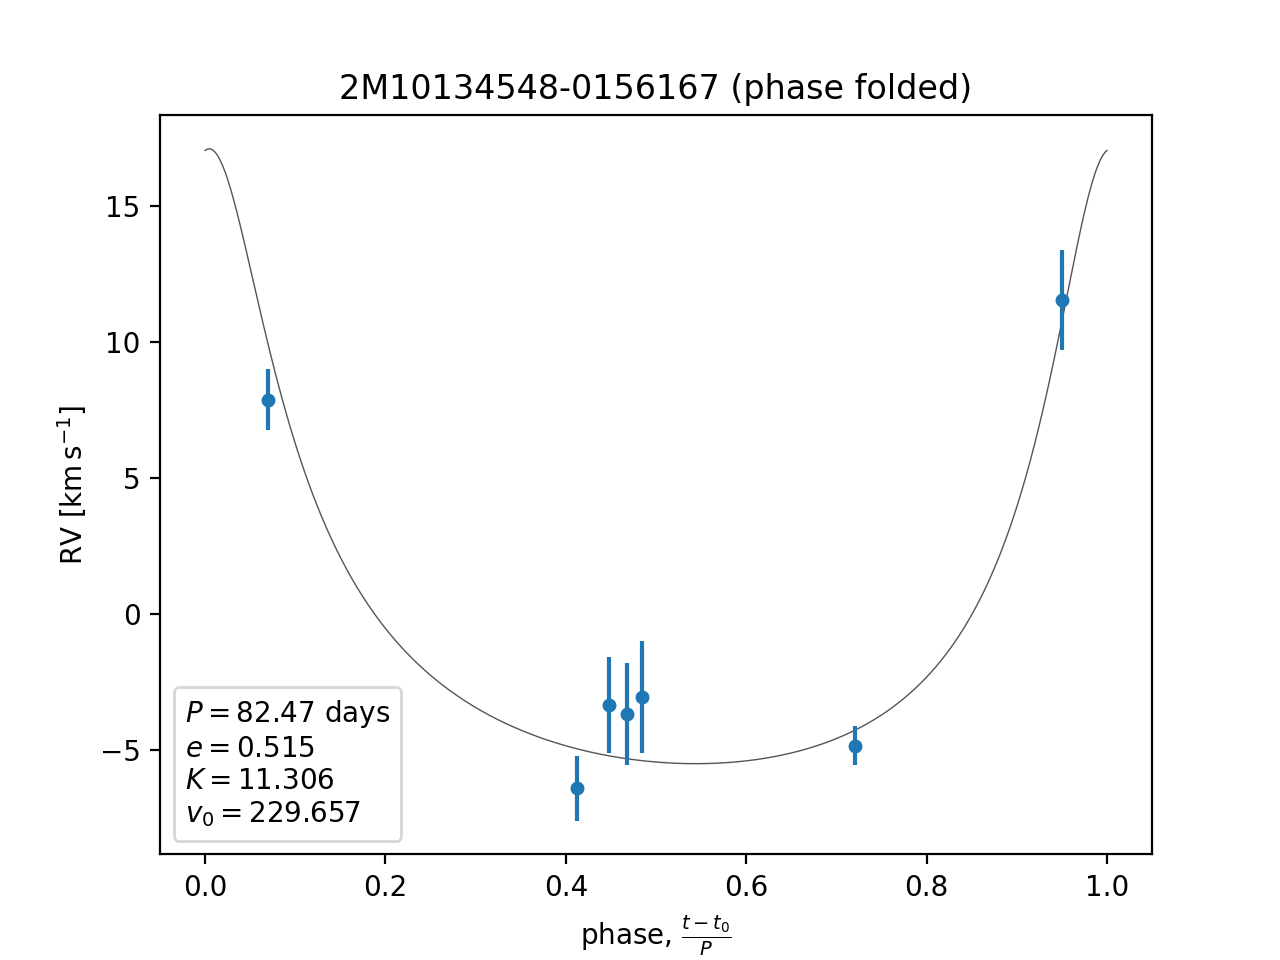 2M10134548-0156167 (phase folded)
RV [km s⁻¹]
15
10
5
0
−5
P = 82.47 days
e = 0.515
K = 11.306
v₀ = 229.657
0.0 0.2 0.4 0.6 0.8 1.0
phase, (t − t₀)/P